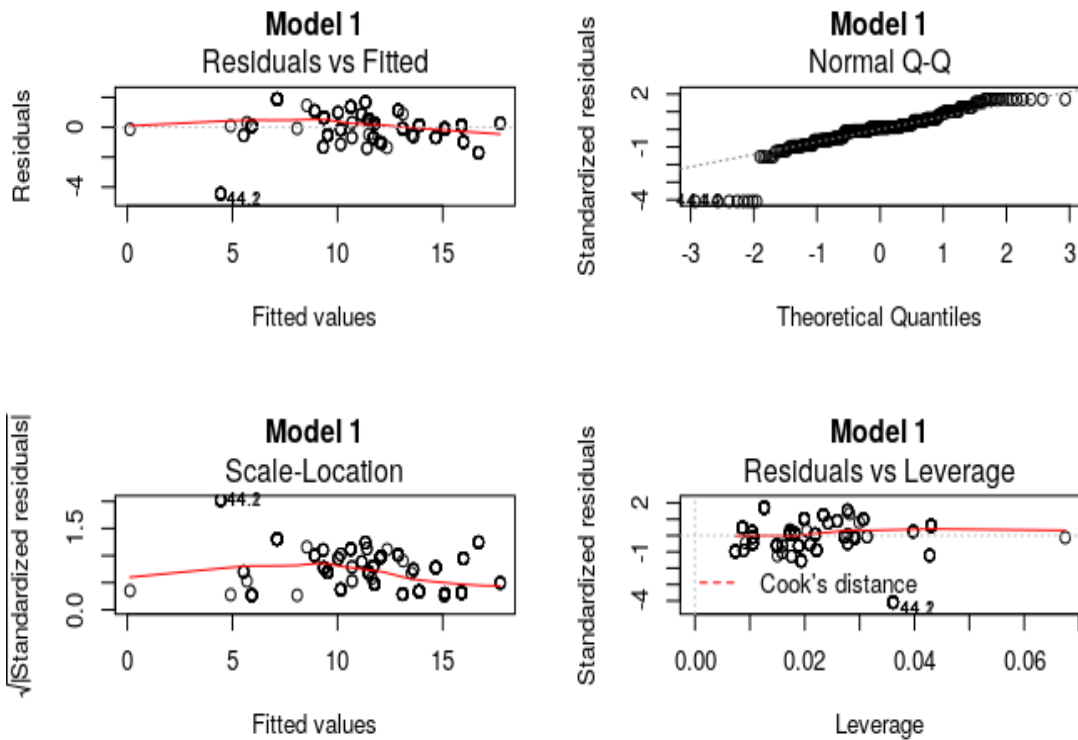 Model 1
Residuals vs Fitted
Residuals
0
-4
44.2
0 5 10 15
Fitted values
Model 1
Normal Q-Q
Standardized residuals
2
-1
-4
-3 -2 -1 0 1 2 3
Theoretical Quantiles
Model 1
Scale-Location
√|Standardized residuals|
1.5
0.0
44.2
0 5 10 15
Fitted values
Model 1
Residuals vs Leverage
Standardized residuals
2
-1
-4
Cook's distance
44.2
0.00 0.02 0.04 0.06
Leverage